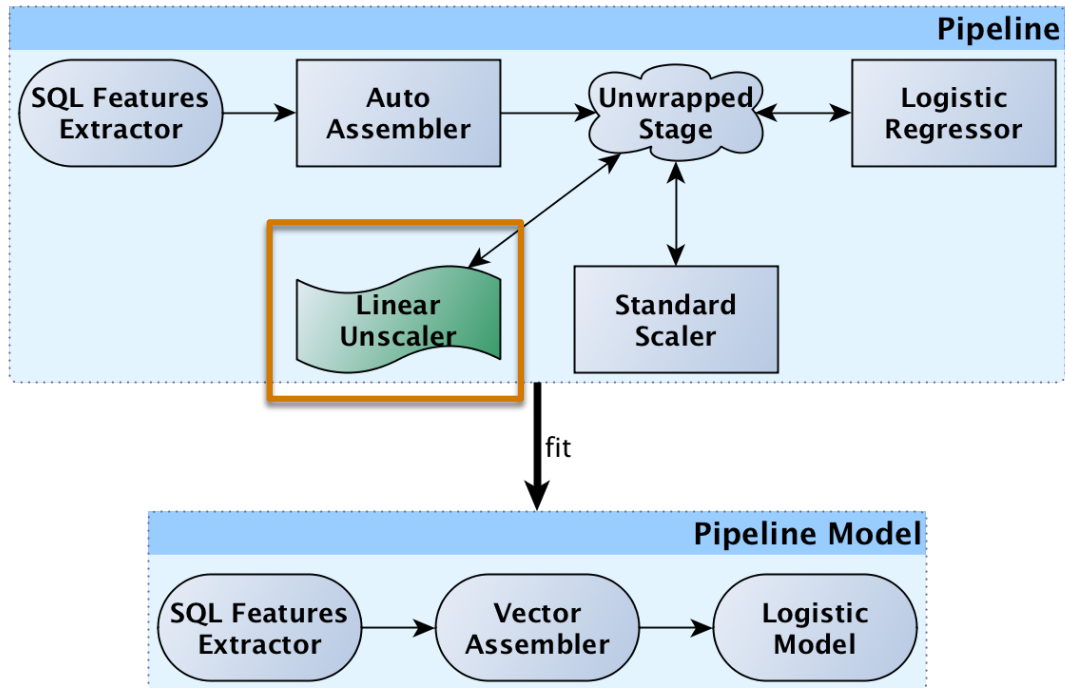 Pipeline
SQL Features
Extractor
Auto
Assembler
Unwrapped
Stage
Logistic
Regressor
Linear
Unscaler
Standard
Scaler
fit
Pipeline Model
SQL Features
Extractor
Vector
Assembler
Logistic
Model